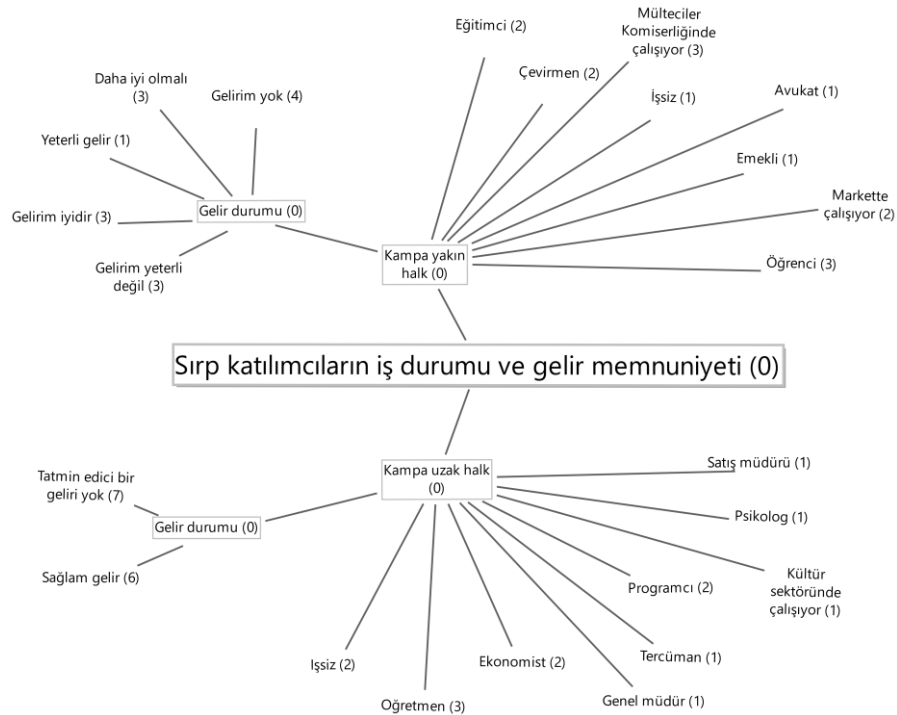 Eğitimci (2)
Mülteciler
Komiserliğinde
çalışıyor (3)
Daha iyi olmalı
(3)
Gelirim yok (4)
Çevirmen (2)
İşsiz (1)
Avukat (1)
Yeterli gelir (1)
Emekli (1)
Gelirim iyidir (3)
Gelir durumu (0)
Markette
çalışıyor (2)
Gelirim yeterli
değil (3)
Kampa yakın
halk (0)
Öğrenci (3)
Sırp katılımcıların iş durumu ve gelir memnuniyeti (0)
Tatmin edici bir
geliri yok (7)
Kampa uzak halk
(0)
Satış müdürü (1)
Gelir durumu (0)
Psikolog (1)
Sağlam gelir (6)
Programcı (2)
Kültür
sektöründe
çalışıyor (1)
Işsiz (2)
Ekonomist (2)
Tercüman (1)
Oğretmen (3)
Genel müdür (1)